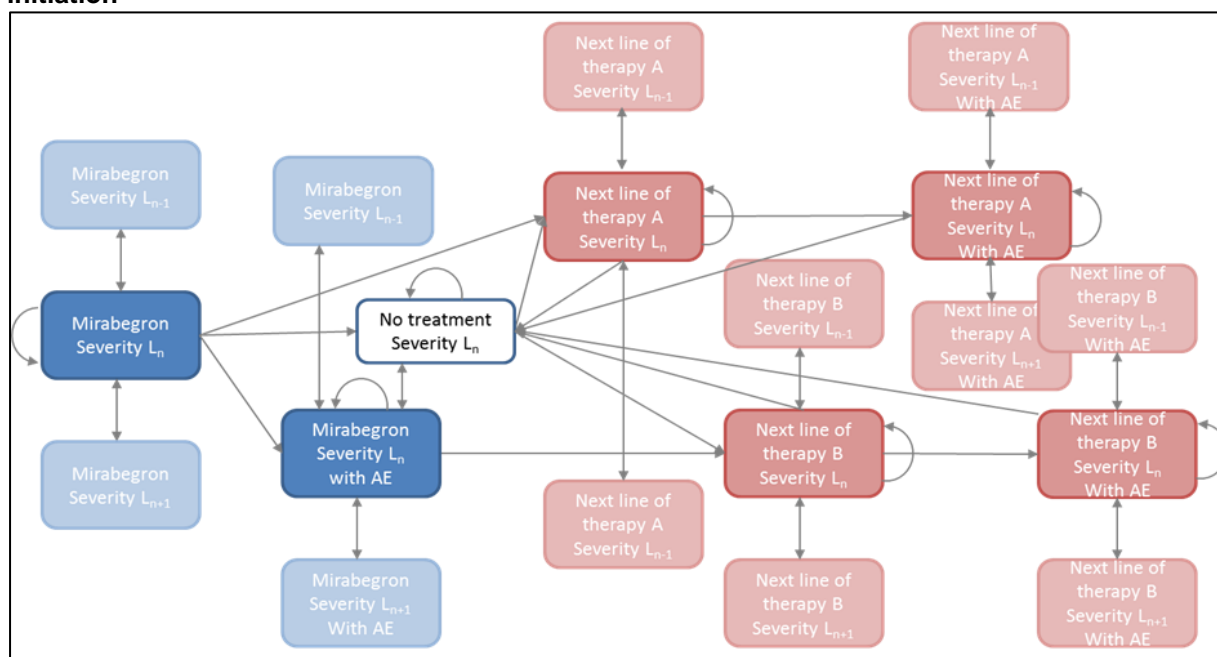 initiation
Next line of
therapy A
Severity Ln-1
Next line of
therapy A
Severity Ln-1
With AE
Mirabegron
Severity Ln-1
Mirabegron
Severity Ln-1
Next line of
therapy A
Severity Ln
Next line of
therapy A
Severity Ln
With AE
Mirabegron
Severity Ln
No treatment
Severity Ln
Next line of
therapy B
Severity Ln-1
Next line of
therapy A
Severity Ln+1
With AE
Next line of
therapy B
Severity Ln-1
With AE
Mirabegron
Severity Ln+1
Mirabegron
Severity Ln
with AE
Next line of
therapy B
Severity Ln
Next line of
therapy B
Severity Ln
With AE
Next line of
therapy A
Severity Ln-1
Mirabegron
Severity Ln+1
With AE
Next line of
therapy B
Severity Ln+1
Next line of
therapy B
Severity Ln+1
With AE